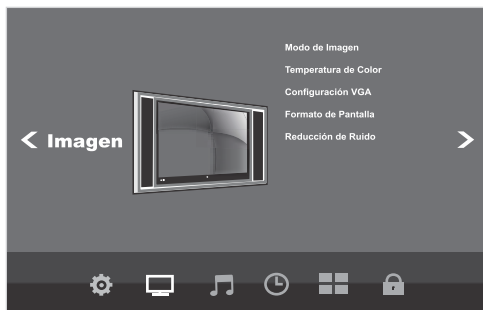 Modo de Imagen
Temperatura de Color
Configuración VGA
Formato de Pantalla
Reducción de Ruido
Imagen